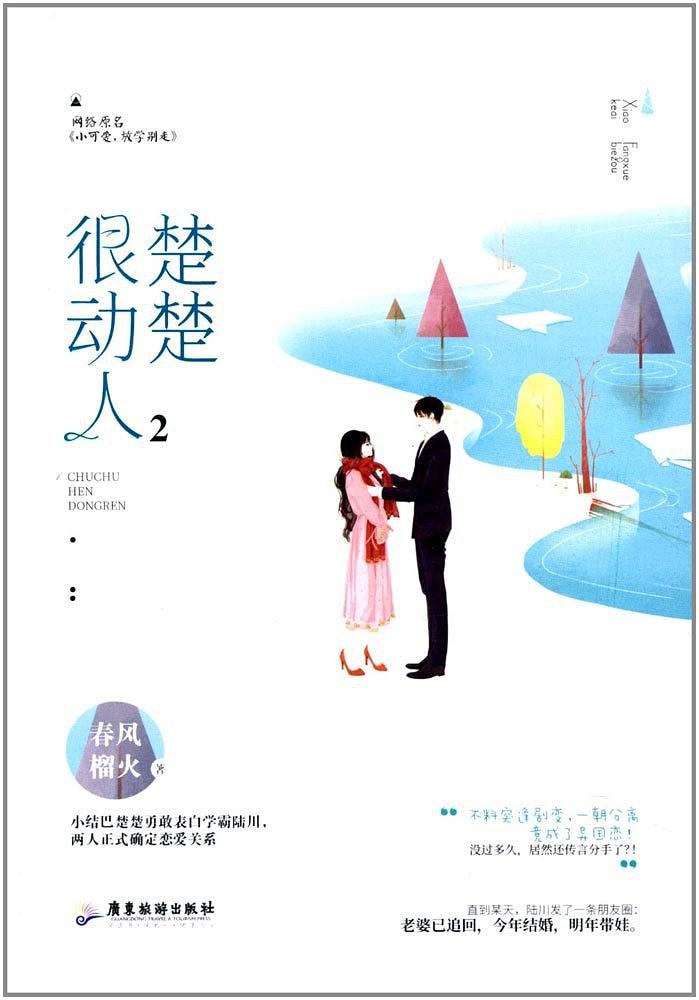 网络原名
《小可爱,放学别走》
Xiao
keai
Fangxue
biezou
楚楚
很动人2
CHUCHU
HEN
DONGREN
春风
榴火 著
小结巴楚楚勇敢表白学霸陆川,
两人正式确定恋爱关系
不料突逢剧变,一朝分离
竟成了异国恋!
没过多久,居然还传言分手了?!
直到某天,陆川发了一条朋友圈:
老婆已追回,今年结婚,明年带娃。
廣東旅游出版社
GUANGDONG TRAVEL & TOURISM PRESS